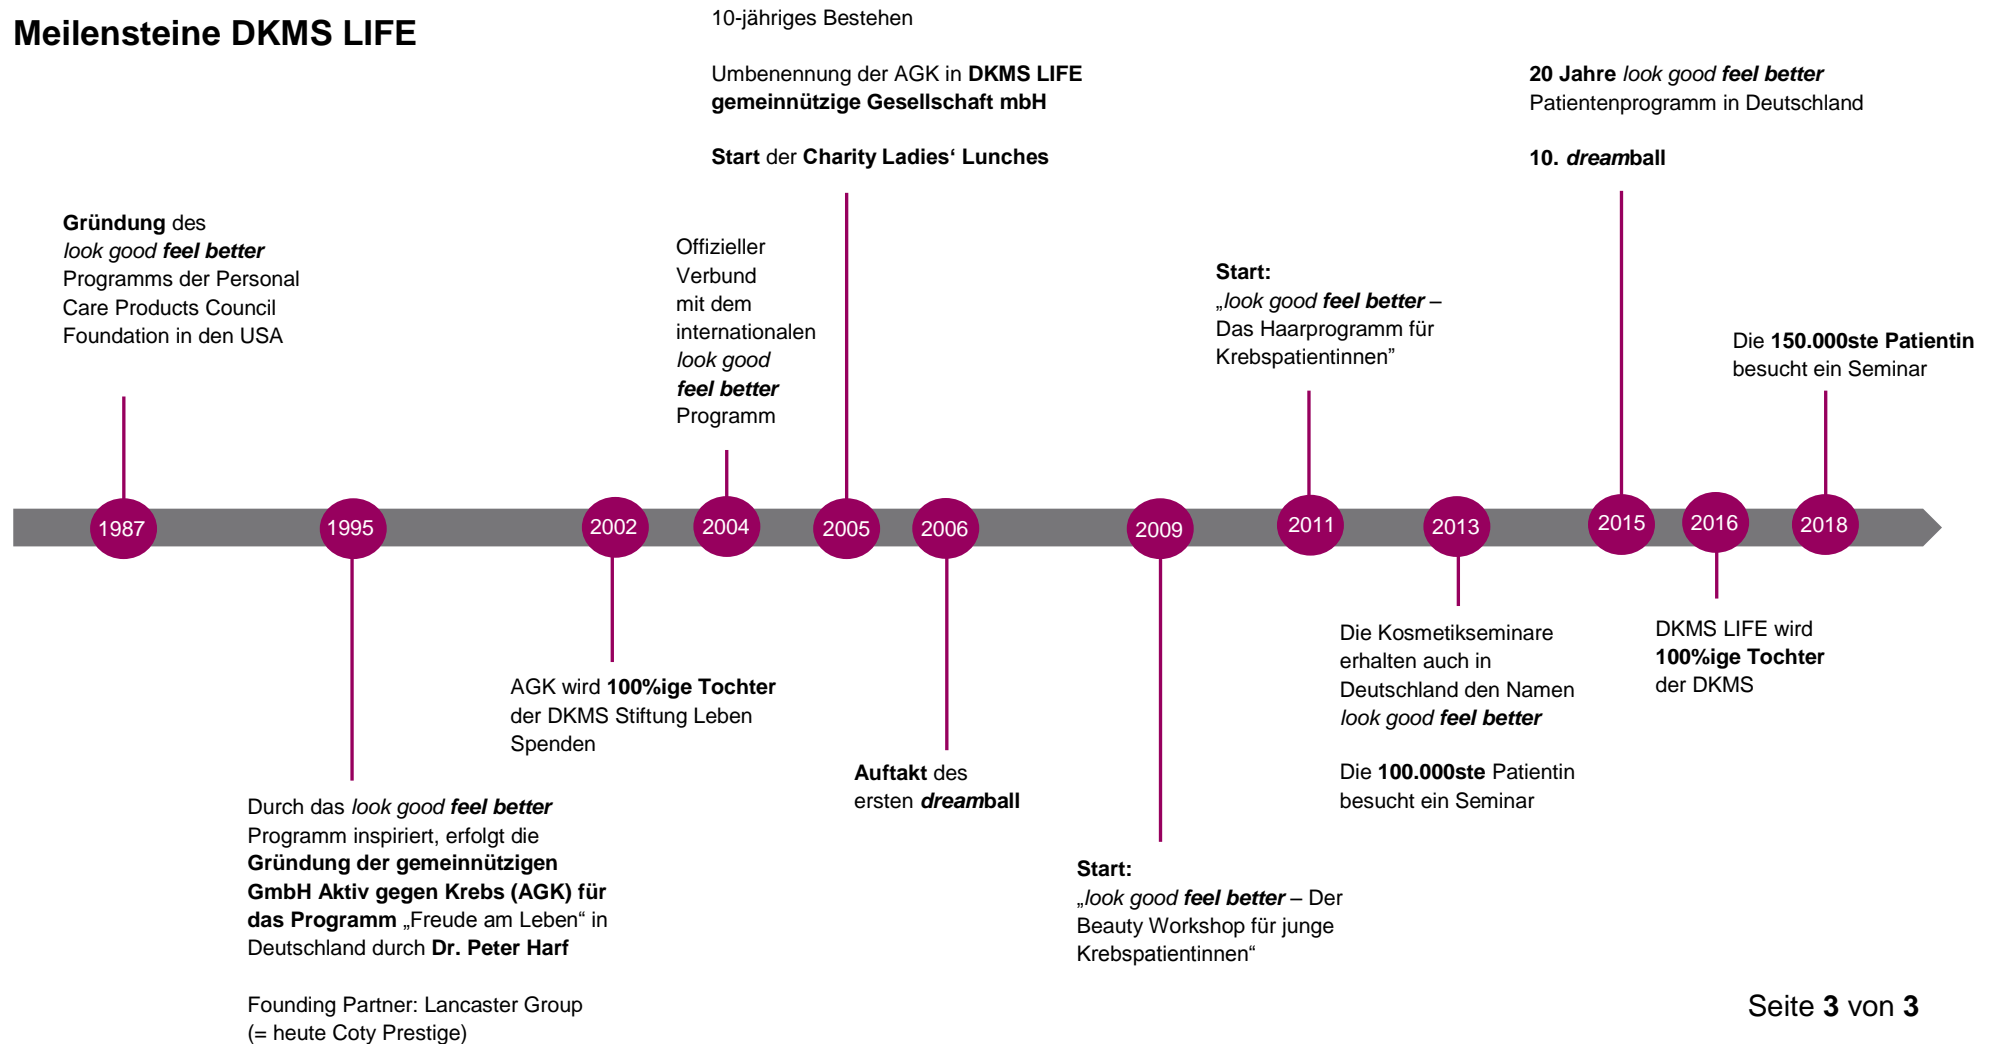 Meilensteine DKMS LIFE
10-jähriges Bestehen
Umbenennung der AGK in DKMS LIFE
gemeinnützige Gesellschaft mbH
Start der Charity Ladies‘ Lunches
20 Jahre look good feel better
Patientenprogramm in Deutschland
10. dreamball
Gründung des
look good feel better
Programms der Personal
Care Products Council
Foundation in den USA
Offizieller
Verbund
mit dem
internationalen
look good
feel better
Programm
Start:
„look good feel better –
Das Haarprogramm für
Krebspatientinnen”
Die 150.000ste Patientin
besucht ein Seminar
1987
1995
2002
2004
2005
2006
2009
2011
2013
2015
2016
2018
Durch das look good feel better
Programm inspiriert, erfolgt die
Gründung der gemeinnützigen
GmbH Aktiv gegen Krebs (AGK) für
das Programm „Freude am Leben“ in
Deutschland durch Dr. Peter Harf
Founding Partner: Lancaster Group
(= heute Coty Prestige)
AGK wird 100%ige Tochter
der DKMS Stiftung Leben
Spenden
Auftakt des
ersten dreamball
Start:
„look good feel better – Der
Beauty Workshop für junge
Krebspatientinnen“
Die Kosmetikseminare
erhalten auch in
Deutschland den Namen
look good feel better
Die 100.000ste Patientin
besucht ein Seminar
DKMS LIFE wird
100%ige Tochter
der DKMS
Seite 3 von 3